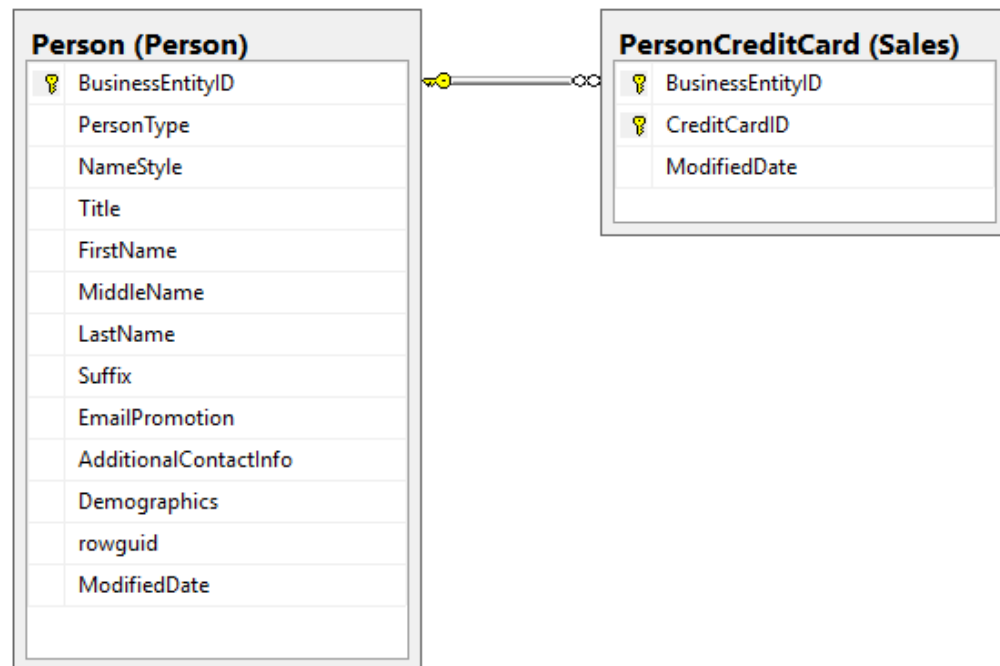 Person (Person)
BusinessEntityID
PersonType
NameStyle
Title
FirstName
MiddleName
LastName
Suffix
EmailPromotion
AdditionalContactInfo
Demographics
rowguid
ModifiedDate
PersonCreditCard (Sales)
BusinessEntityID
CreditCardID
ModifiedDate